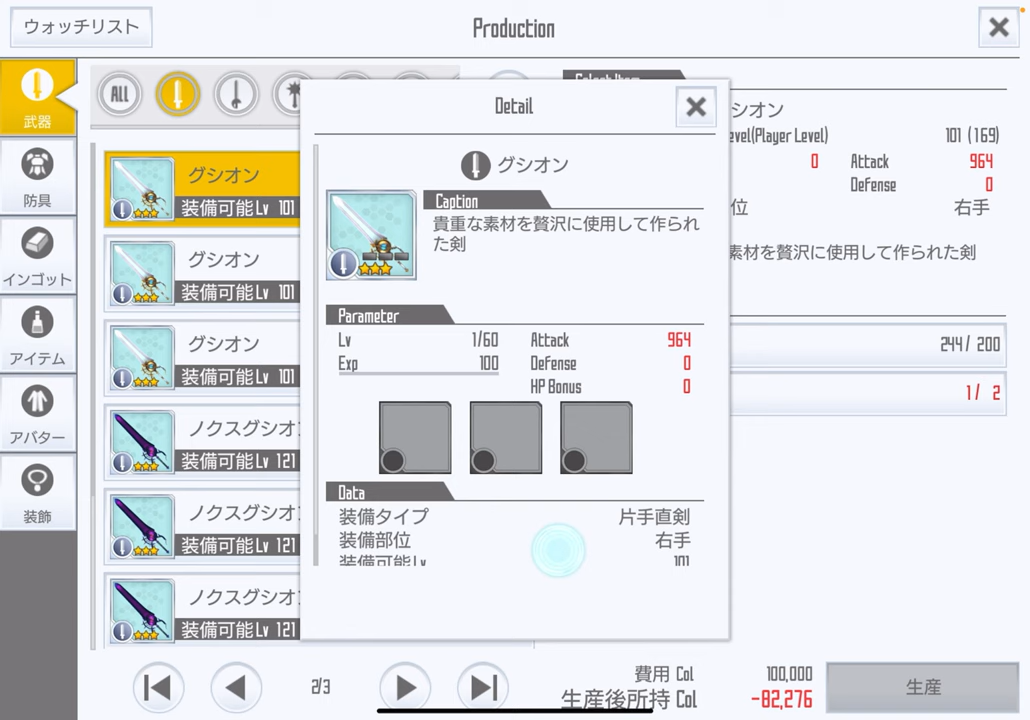 ウォッチリスト
Production
武器
防具
インゴット
アイテム
アバター
装飾
ALL
グシオン
装備可能Lv 101
グシオン
装備可能Lv 101
グシオン
装備可能Lv 101
ノクスグシオ
装備可能Lv 121
ノクスグシオ
装備可能Lv 121
ノクスグシオ
装備可能Lv 121
Detail
グシオン
Caption
貴重な素材を贅沢に使用して作られ
た剣
Parameter
Lv 1/60
Exp 100
Attack 964
Defense 0
HP Bonus 0
Data
装備タイプ 片手直剣
装備部位 右手
装備可能Lv 101
シオン
evel(Player Level) 101 (169)
0 Attack 964
Defense 0
位 右手
素材を贅沢に使用して作られた剣
244/ 200
1/ 2
2/3
費用 Col 100,000
生産後所持 Col -82,276
生産